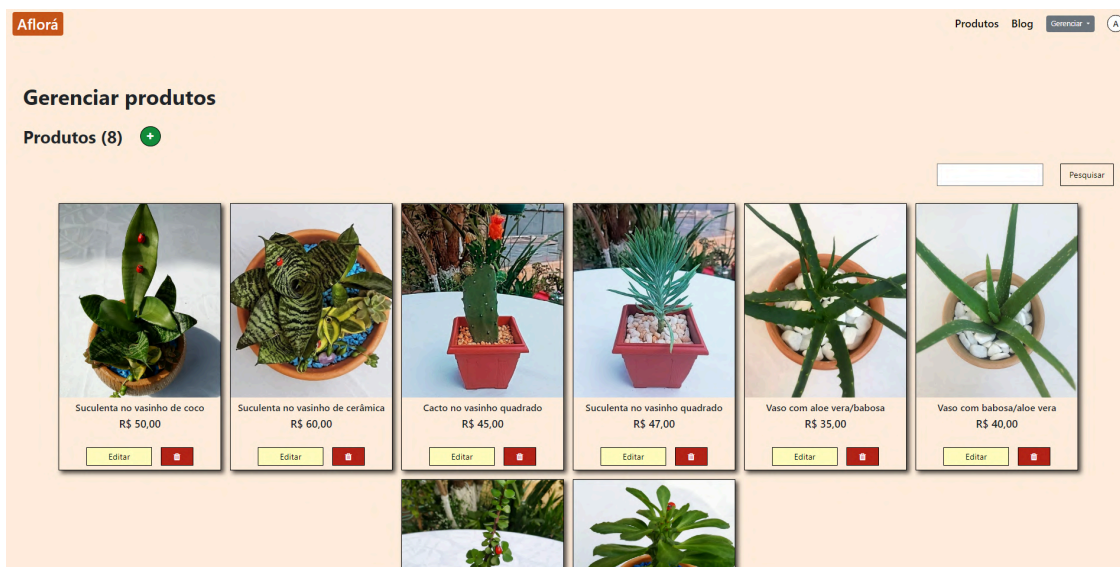 Aflorá
Produtos Blog Gerenciar A
Gerenciar produtos
Produtos (8) +
Pesquisar
Suculenta no vasinho de coco
R$ 50,00
Editar
Suculenta no vasinho de cerâmica
R$ 60,00
Editar
Cacto no vasinho quadrado
R$ 45,00
Editar
Suculenta no vasinho quadrado
R$ 47,00
Editar
Vaso com aloe vera/babosa
R$ 35,00
Editar
Vaso com babosa/aloe vera
R$ 40,00
Editar